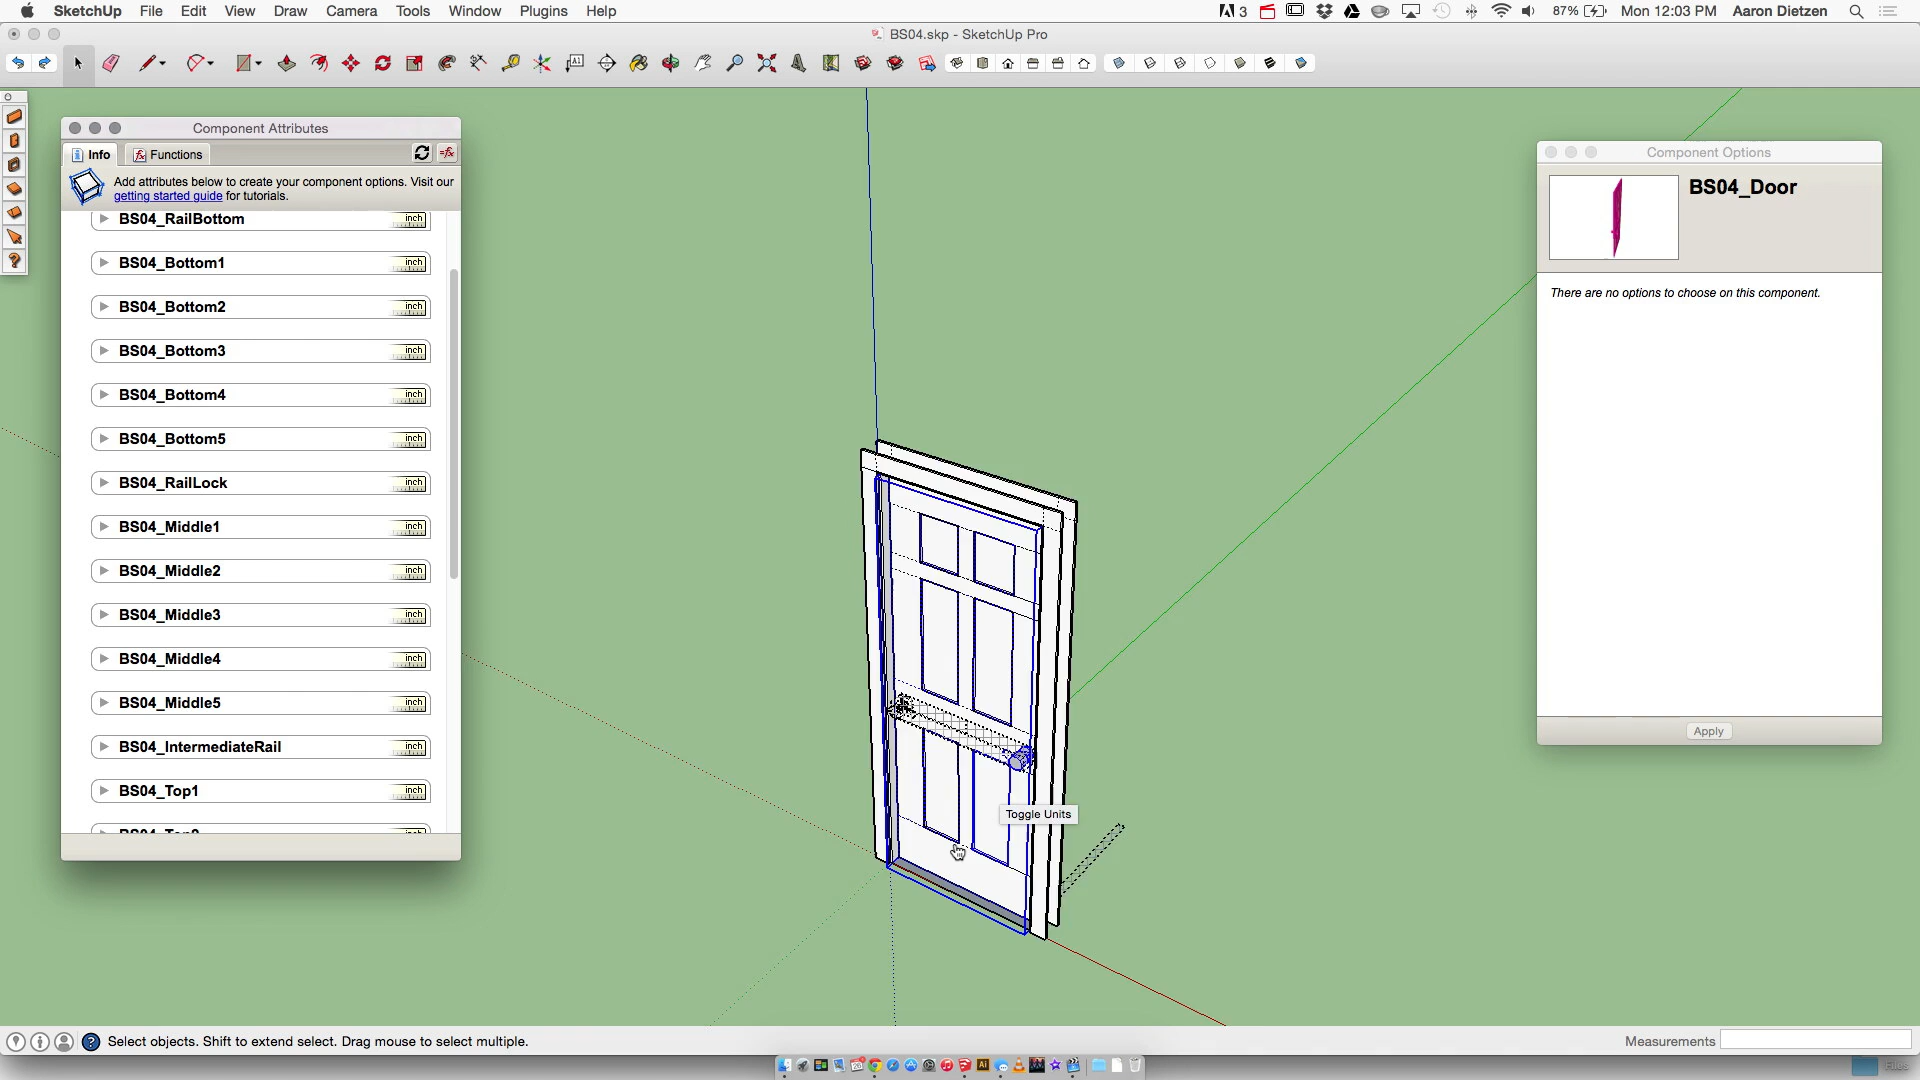 SketchUp File Edit View Draw Camera Tools Window Plugins Help
3 87% Mon 12:03 PM Aaron Dietzen
BS04.skp - SketchUp Pro
Component Attributes
Info Functions
Add attributes below to create your component options. Visit our
getting started guide for tutorials.
BS04_RailBottom inch
BS04_Bottom1 inch
BS04_Bottom2 inch
BS04_Bottom3 inch
BS04_Bottom4 inch
BS04_Bottom5 inch
BS04_RailLock inch
BS04_Middle1 inch
BS04_Middle2 inch
BS04_Middle3 inch
BS04_Middle4 inch
BS04_Middle5 inch
BS04_IntermediateRail inch
BS04_Top1 inch
Component Options
BS04_Door
There are no options to choose on this component.
Apply
Toggle Units
Select objects. Shift to extend select. Drag mouse to select multiple.
Measurements
Files